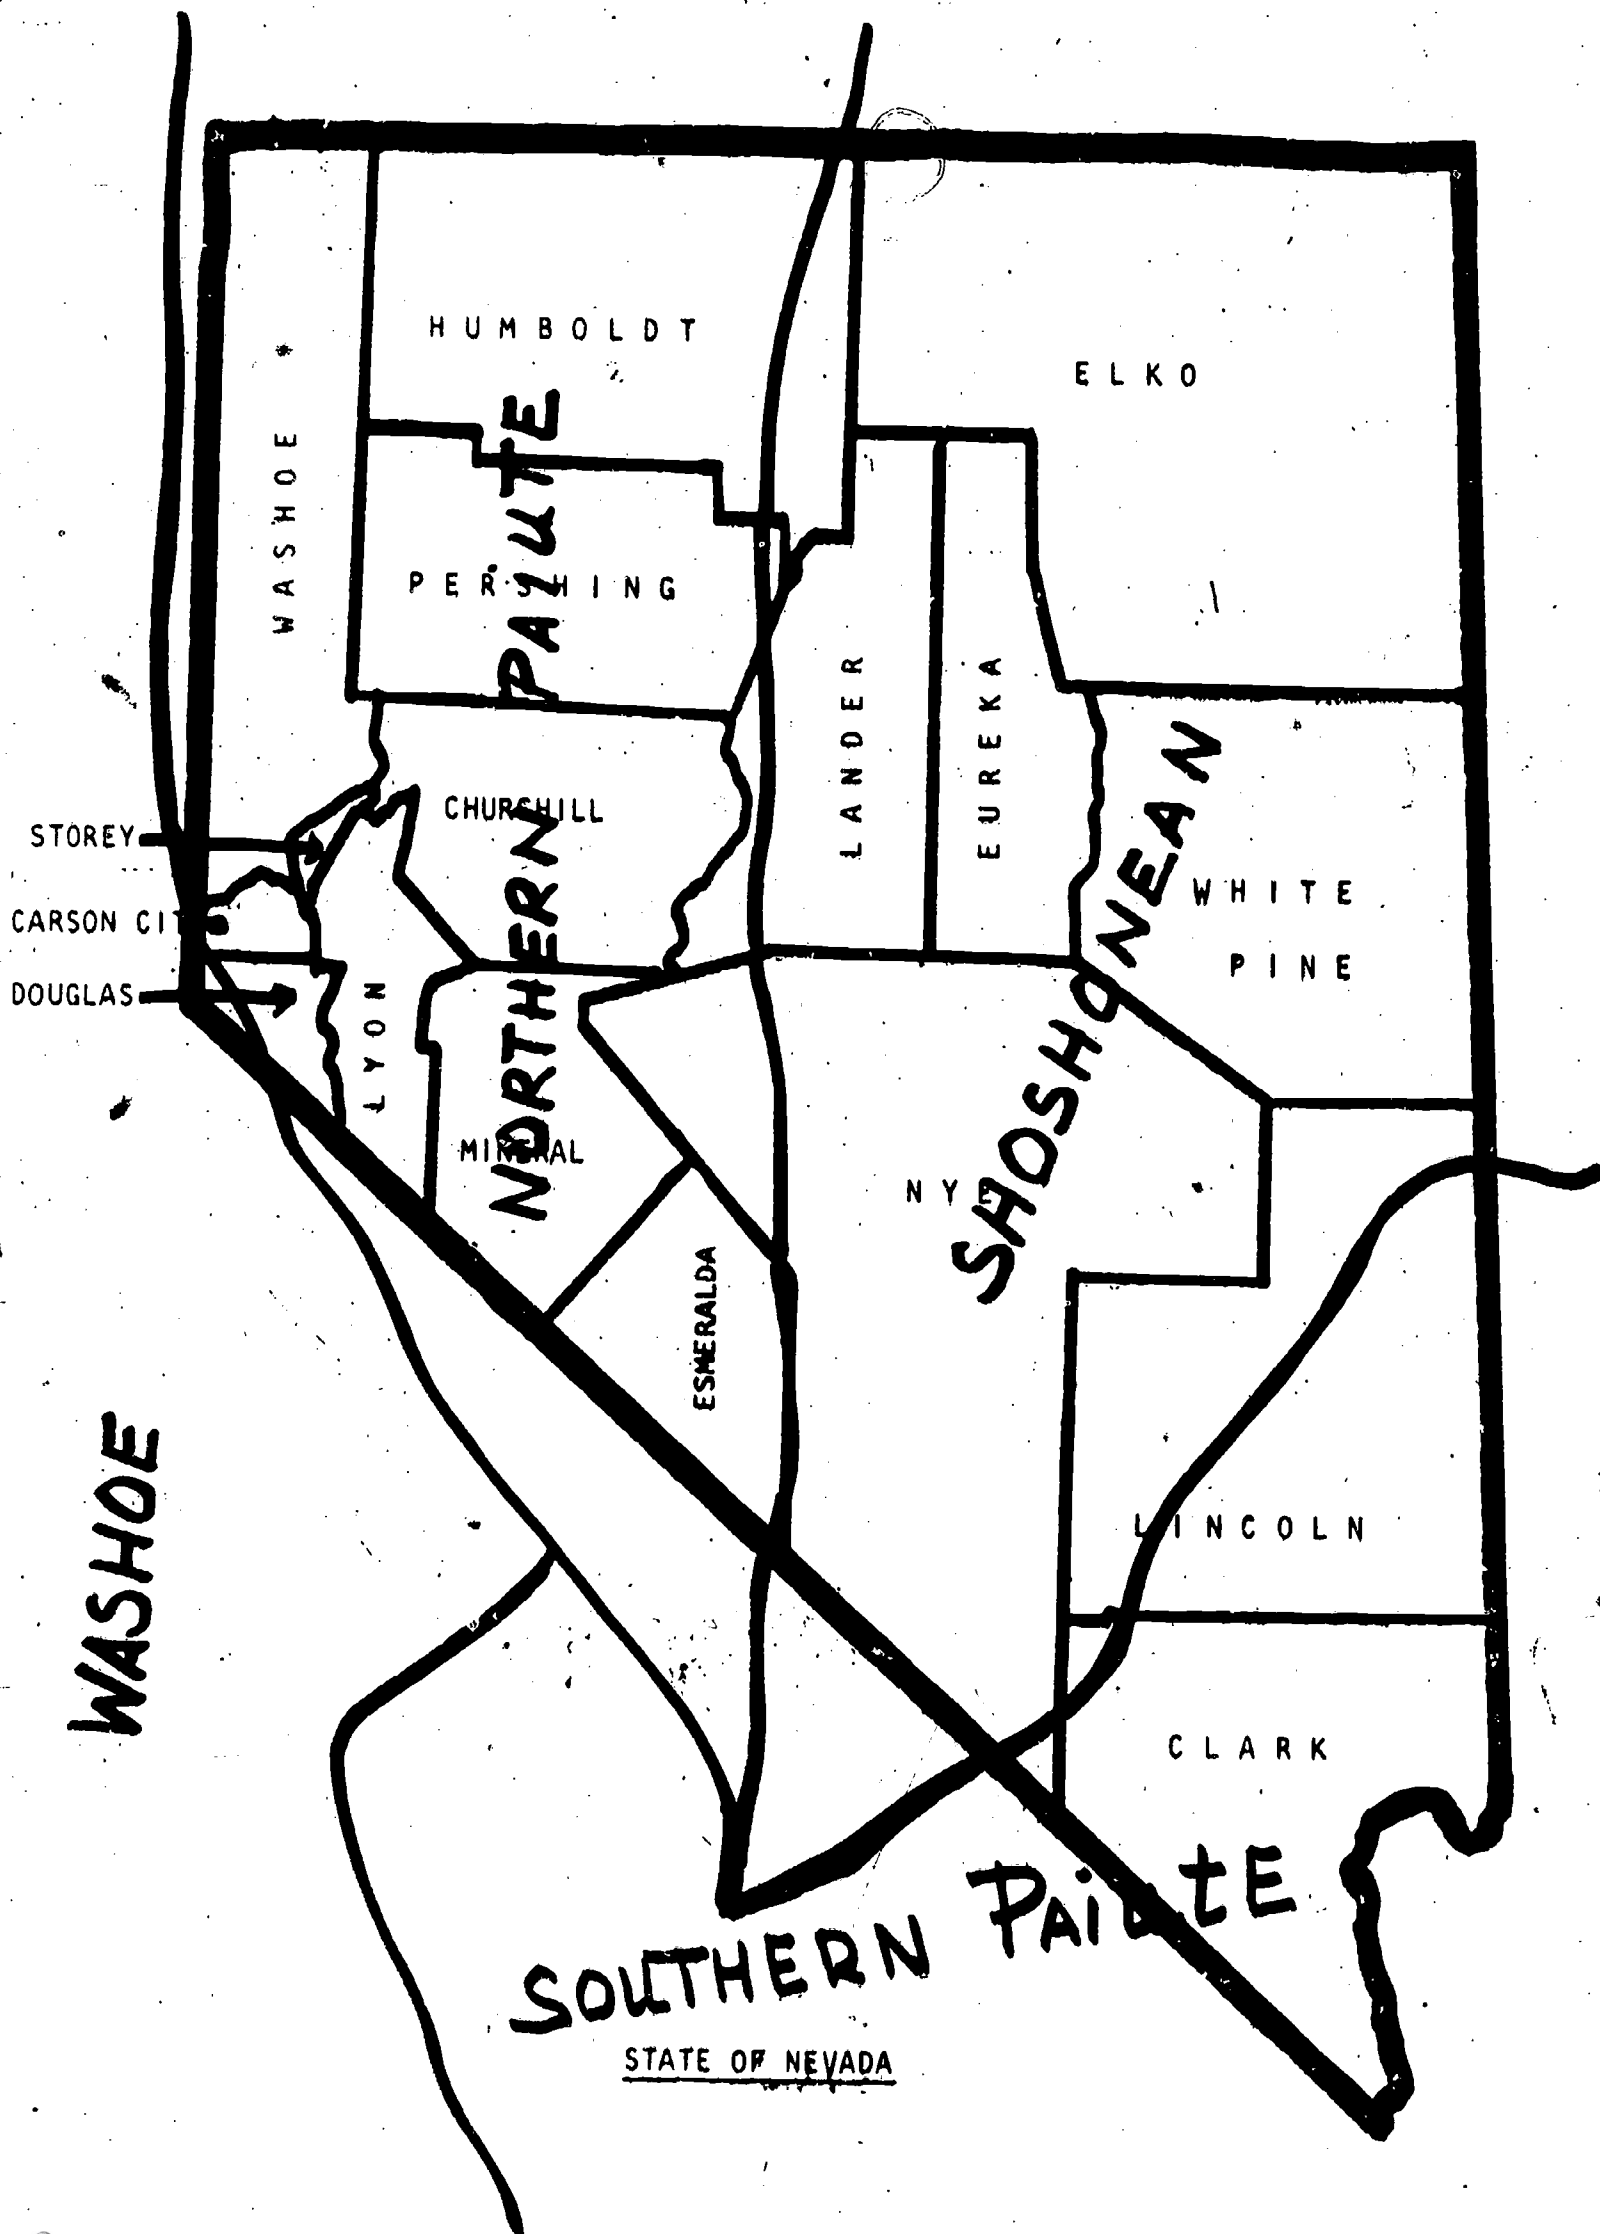 HUMBOLDT
ELKO
WASHOE
PERSHING
LANDER
EUREKA
CHURCHILL
STOREY
WHITE
PINE
CARSON CITY
DOUGLAS
LYON
MINERAL
NYE
ESMERALDA
LINCOLN
CLARK
NORTHERN PAIUTE
SHOSHONEAN
WASHOE
SOUTHERN PAiUtE
STATE OF NEVADA